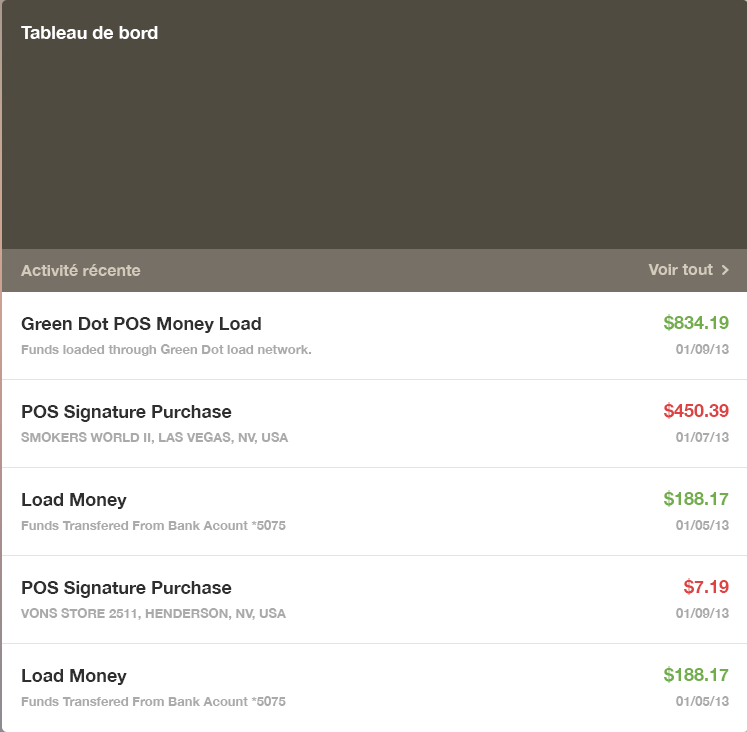 Tableau de bord
Activité récente Voir tout
Green Dot POS Money Load $834.19
Funds loaded through Green Dot load network. 01/09/13
POS Signature Purchase $450.39
SMOKERS WORLD II, LAS VEGAS, NV, USA 01/07/13
Load Money $188.17
Funds Transfered From Bank Acount *5075 01/05/13
POS Signature Purchase $7.19
VONS STORE 2511, HENDERSON, NV, USA 01/09/13
Load Money $188.17
Funds Transfered From Bank Acount *5075 01/05/13